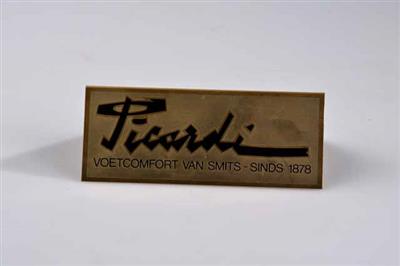 Picardi
VOETCOMFORT VAN SMITS - SINDS 1878